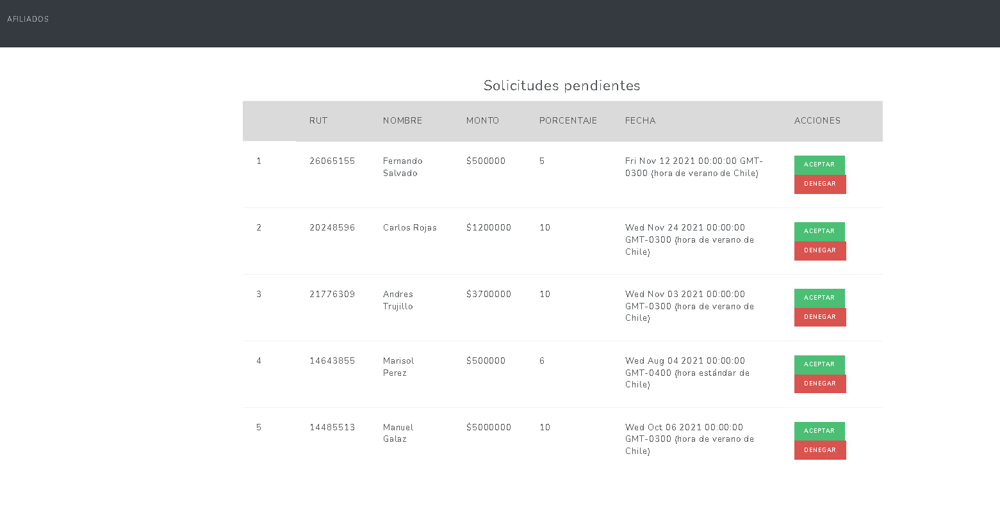 AFILIADOS
Solicitudes pendientes
RUT NOMBRE MONTO PORCENTAJE FECHA ACCIONES
1 26065155 Fernando $500000 5 Fri Nov 12 2021 00:00:00 GMT- ACEPTAR
Salvado 0300 (hora de verano de Chile)
DENEGAR
2 20248596 Carlos Rojas $1200000 10 Wed Nov 24 2021 00:00:00 ACEPTAR
GMT-0300 (hora de verano de
Chile) DENEGAR
3 21776309 Andres $3700000 10 Wed Nov 03 2021 00:00:00 ACEPTAR
Trujillo GMT-0300 (hora de verano de
Chile) DENEGAR
4 14643855 Marisol $500000 6 Wed Aug 04 2021 00:00:00 ACEPTAR
Perez GMT-0400 (hora estándar de
Chile) DENEGAR
5 14485513 Manuel $5000000 10 Wed Oct 06 2021 00:00:00 ACEPTAR
Galaz GMT-0300 (hora de verano de
Chile) DENEGAR